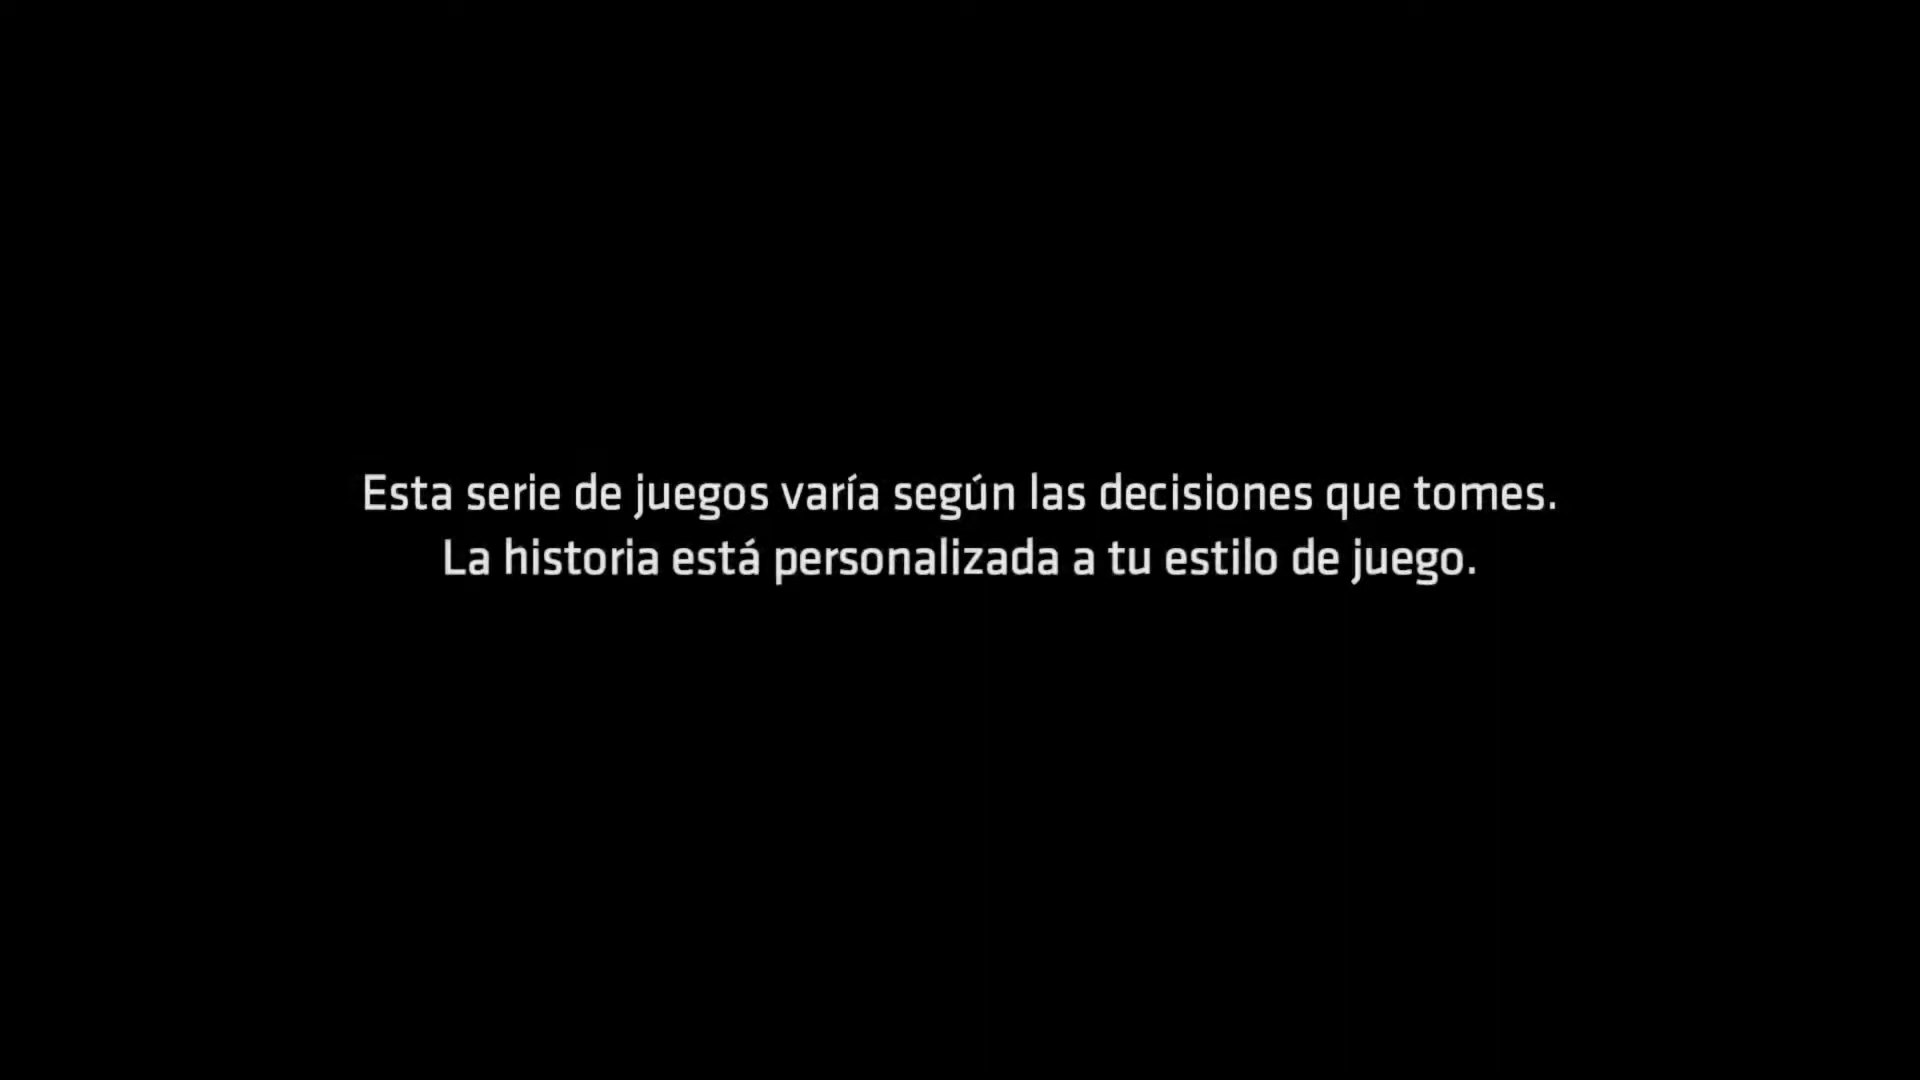 Esta serie de juegos varía según las decisiones que tomes.
La historia está personalizada a tu estilo de juego.